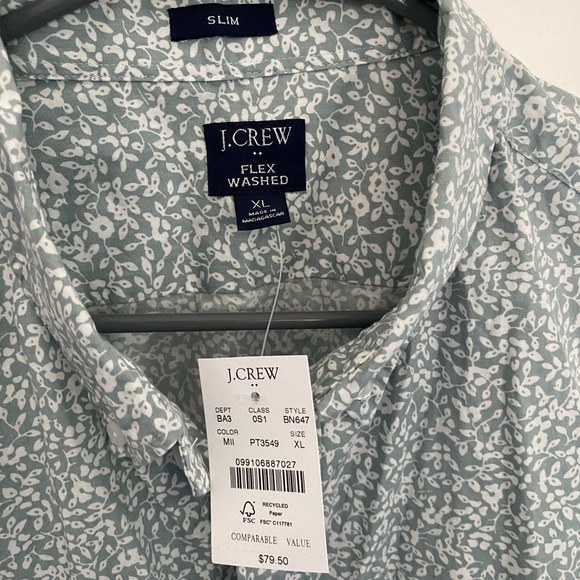 SLIM
J.CREW
FLEX
WASHED
XL
MADE IN
MADAGASCAR
J.CREW
DEPT CLASS STYLE
BA3 0S1 BN647
COLOR SIZE
MII PT3549 XL
099106887027
FSC
RECYCLED
Paper
FSC® C117781
COMPARABLE VALUE
$79.50